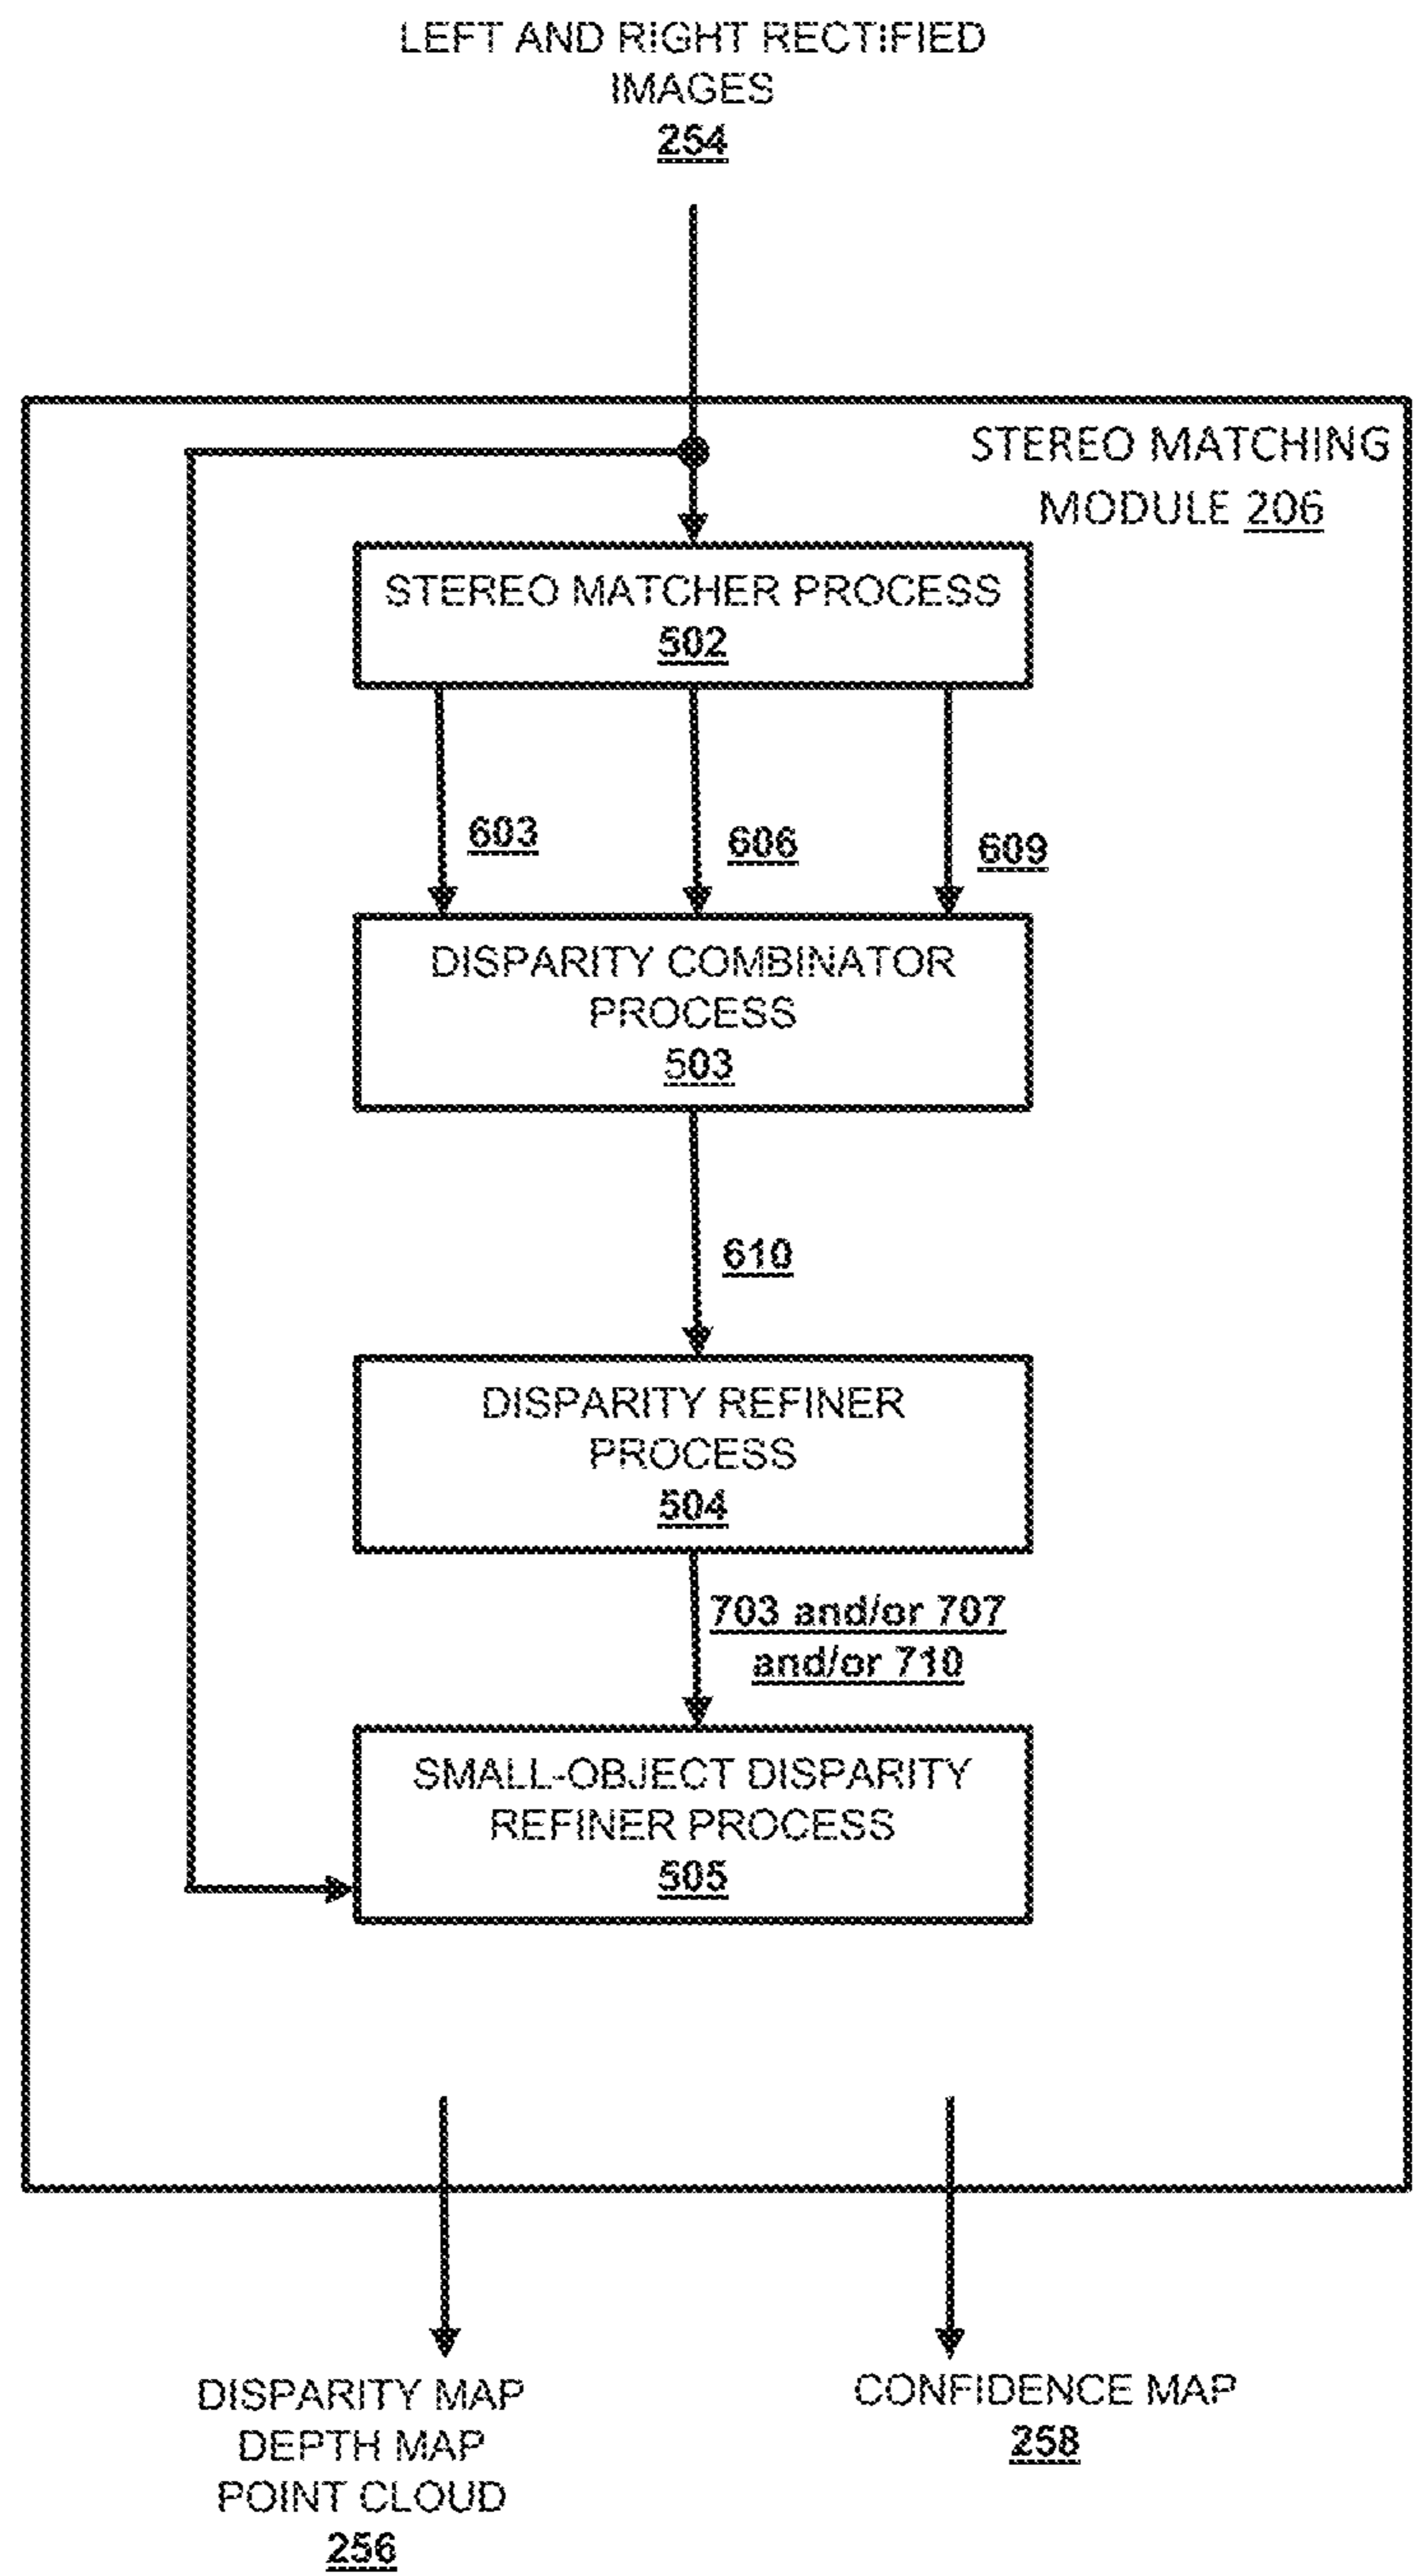 LEFT AND RIGHT RECTIFIED
IMAGES
254
STEREO MATCHING
MODULE 206
STEREO MATCHER PROCESS
502
603
606
609
DISPARITY COMBINATOR
PROCESS
503
610
DISPARITY REFINER
PROCESS
504
703 and/or 707
and/or 710
SMALL-OBJECT DISPARITY
REFINER PROCESS
505
DISPARITY MAP
DEPTH MAP
POINT CLOUD
256
CONFIDENCE MAP
258